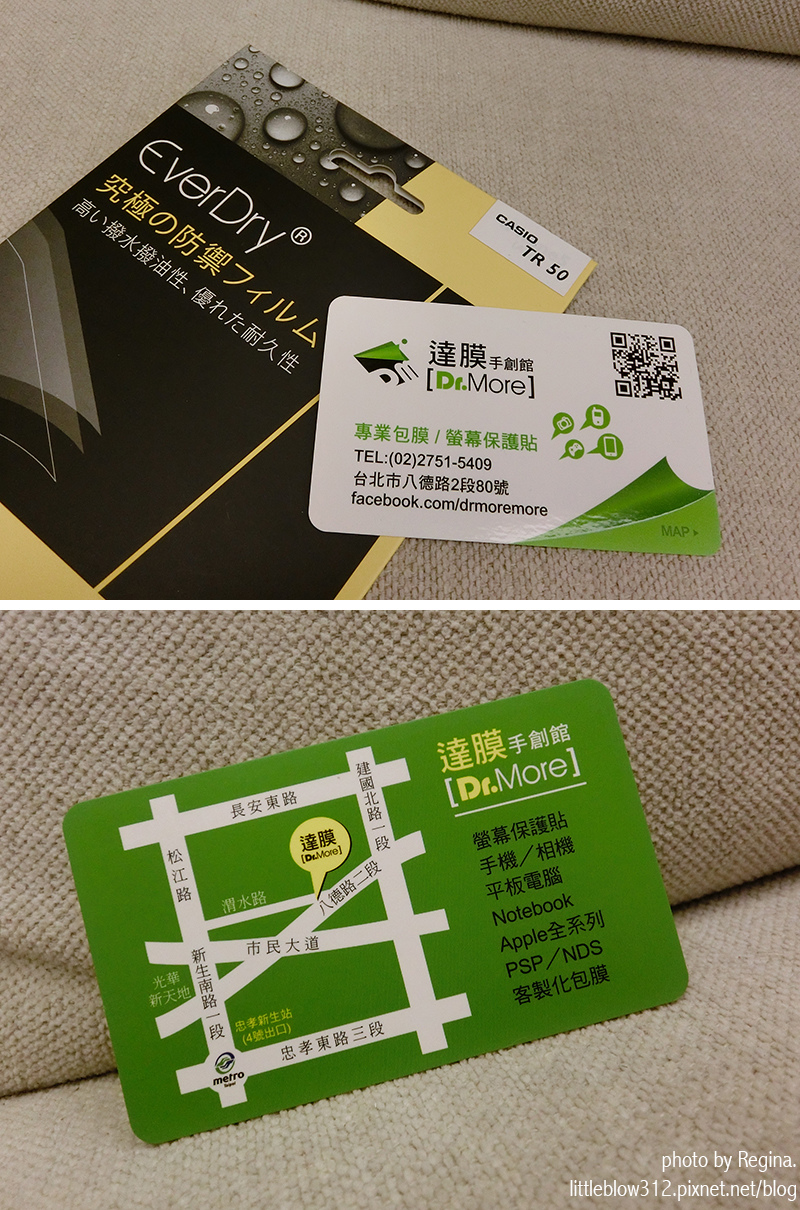 EverDry®
究極の防禦フィルム
高い撥水撥油性、優れた耐久性
CASIO
TR 50
達膜手創館
[Dr.More]
專業包膜 / 螢幕保護貼
TEL:(02)2751-5409
台北市八德路2段80號
facebook.com/drmoremore
MAP
達膜手創館
[Dr.More]
螢幕保護貼
手機／相機
平板電腦
Notebook
Apple全系列
PSP／NDS
客製化包膜
長安東路
建國北路一段
松江路
達膜
[Dr.More]
八德路二段
渭水路
市民大道
光華
新天地
新生南路一段
忠孝新生站
(4號出口)
忠孝東路三段
metro
Taipei
photo by Regina.
littleblow312.pixnet.net/blog